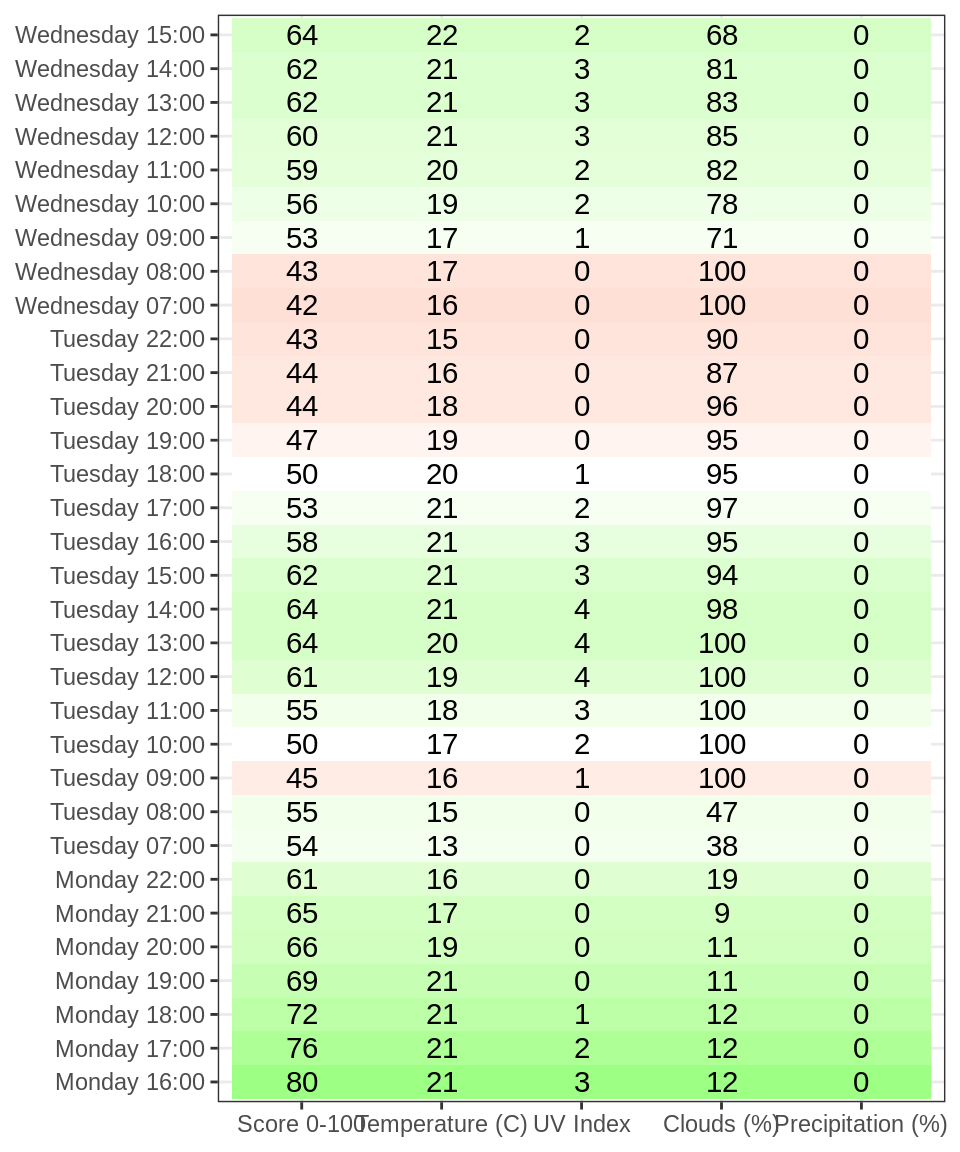 Wednesday 15:00 64 22 2 68 0
Wednesday 14:00 62 21 3 81 0
Wednesday 13:00 62 21 3 83 0
Wednesday 12:00 60 21 3 85 0
Wednesday 11:00 59 20 2 82 0
Wednesday 10:00 56 19 2 78 0
Wednesday 09:00 53 17 1 71 0
Wednesday 08:00 43 17 0 100 0
Wednesday 07:00 42 16 0 100 0
Tuesday 22:00 43 15 0 90 0
Tuesday 21:00 44 16 0 87 0
Tuesday 20:00 44 18 0 96 0
Tuesday 19:00 47 19 0 95 0
Tuesday 18:00 50 20 1 95 0
Tuesday 17:00 53 21 2 97 0
Tuesday 16:00 58 21 3 95 0
Tuesday 15:00 62 21 3 94 0
Tuesday 14:00 64 21 4 98 0
Tuesday 13:00 64 20 4 100 0
Tuesday 12:00 61 19 4 100 0
Tuesday 11:00 55 18 3 100 0
Tuesday 10:00 50 17 2 100 0
Tuesday 09:00 45 16 1 100 0
Tuesday 08:00 55 15 0 47 0
Tuesday 07:00 54 13 0 38 0
Monday 22:00 61 16 0 19 0
Monday 21:00 65 17 0 9 0
Monday 20:00 66 19 0 11 0
Monday 19:00 69 21 0 11 0
Monday 18:00 72 21 1 12 0
Monday 17:00 76 21 2 12 0
Monday 16:00 80 21 3 12 0
Score 0-100 Temperature (C) UV Index Clouds (%) Precipitation (%)